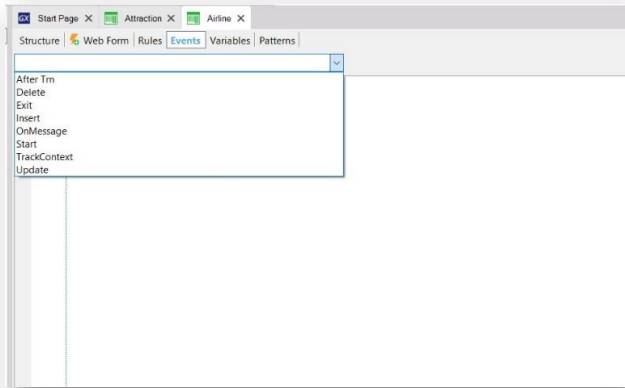 GX Start Page X Attraction X Airline X
Structure Web Form Rules Events Variables Patterns
After Trn
Delete
Exit
Insert
OnMessage
Start
TrackContext
Update